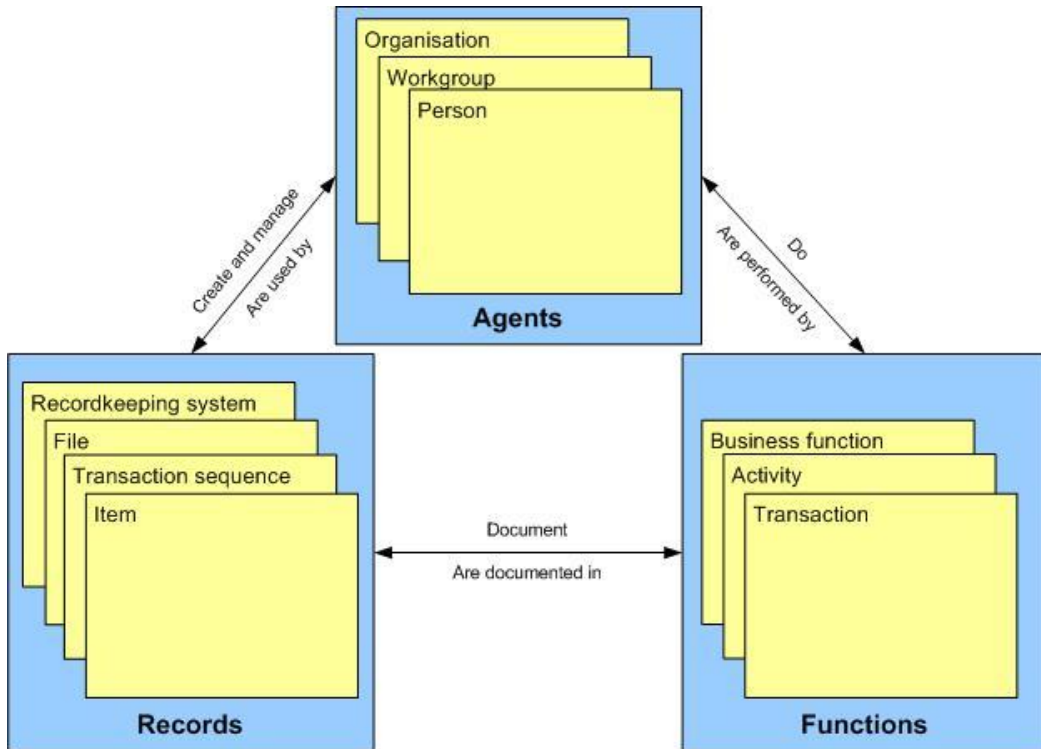 Organisation
Workgroup
Person
Agents
Create and manage
Are used by
Do
Are performed by
Recordkeeping system
File
Transaction sequence
Item
Records
Document
Are documented in
Business function
Activity
Transaction
Functions